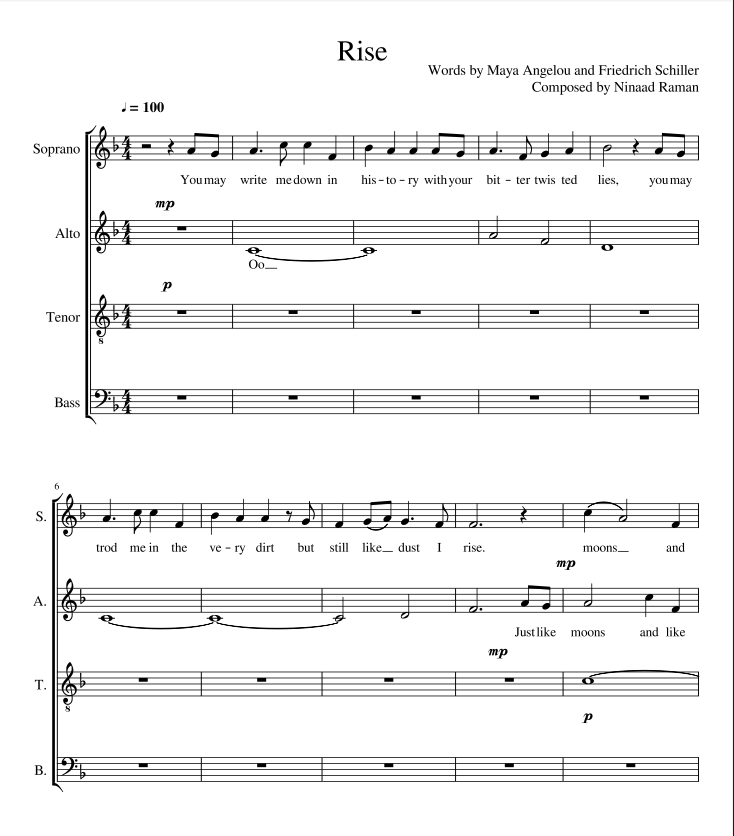 Rise
Words by Maya Angelou and Friedrich Schiller
Composed by Ninaad Raman
♩ = 100
Soprano
You may write me down in his - to - ry with your bit - ter twis ted lies, you may
mp
Alto
Oo
p
Tenor
8
Bass
6
S.
trod me in the ve - ry dirt but still like dust I rise. moons and
mp
A.
Just like moons and like
mp
T.
8
p
B.